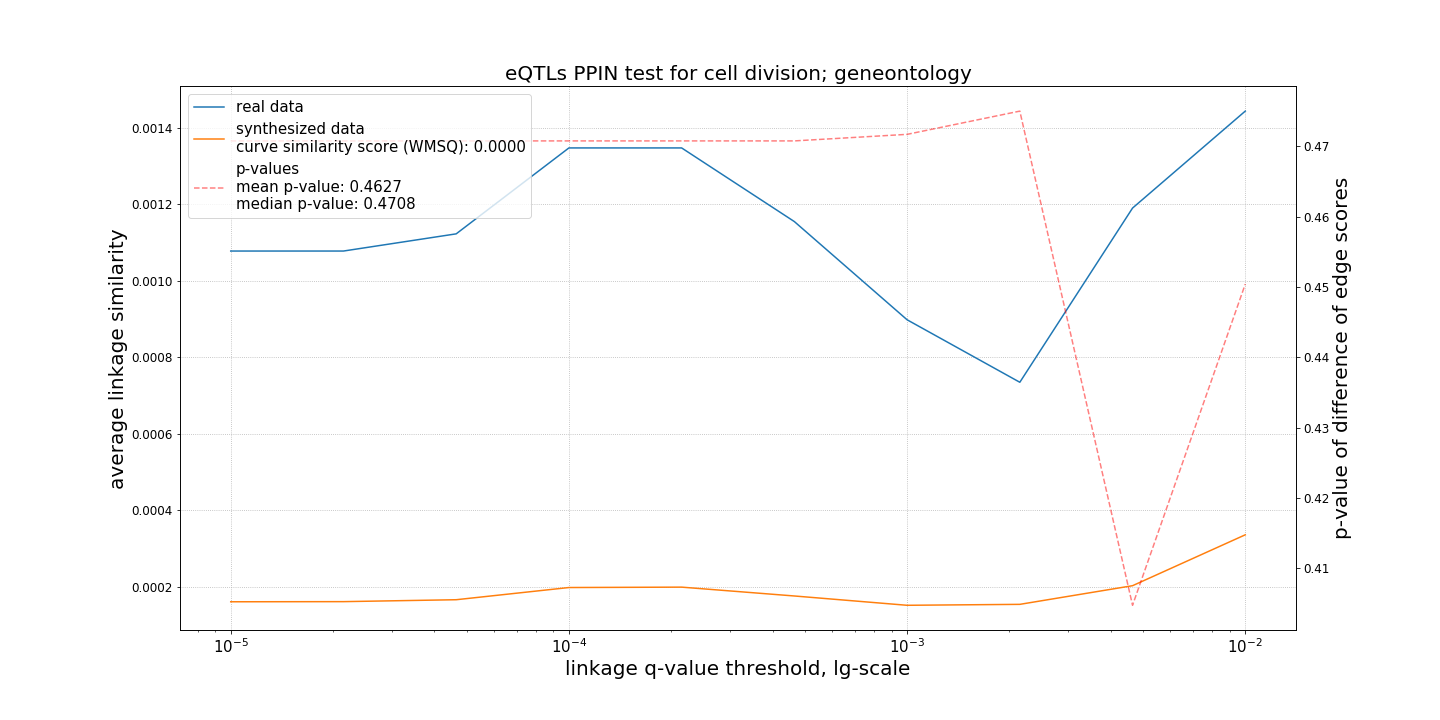 eQTLs PPIN test for cell division; geneontology
real data
synthesized data
curve similarity score (WMSQ): 0.0000
p-values
mean p-value: 0.4627
median p-value: 0.4708
average linkage similarity
0.0014
0.0012
0.0010
0.0008
0.0006
0.0004
0.0002
0.47
0.46
0.45
0.44
0.43
0.42
0.41
p-value of difference of edge scores
10⁻⁵ 10⁻⁴ 10⁻³ 10⁻²
linkage q-value threshold, lg-scale